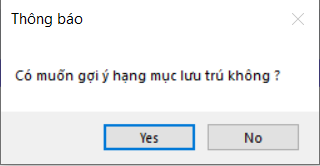 Thông báo
Có muốn gợi ý hạng mục lưu trú không ?
Yes
No